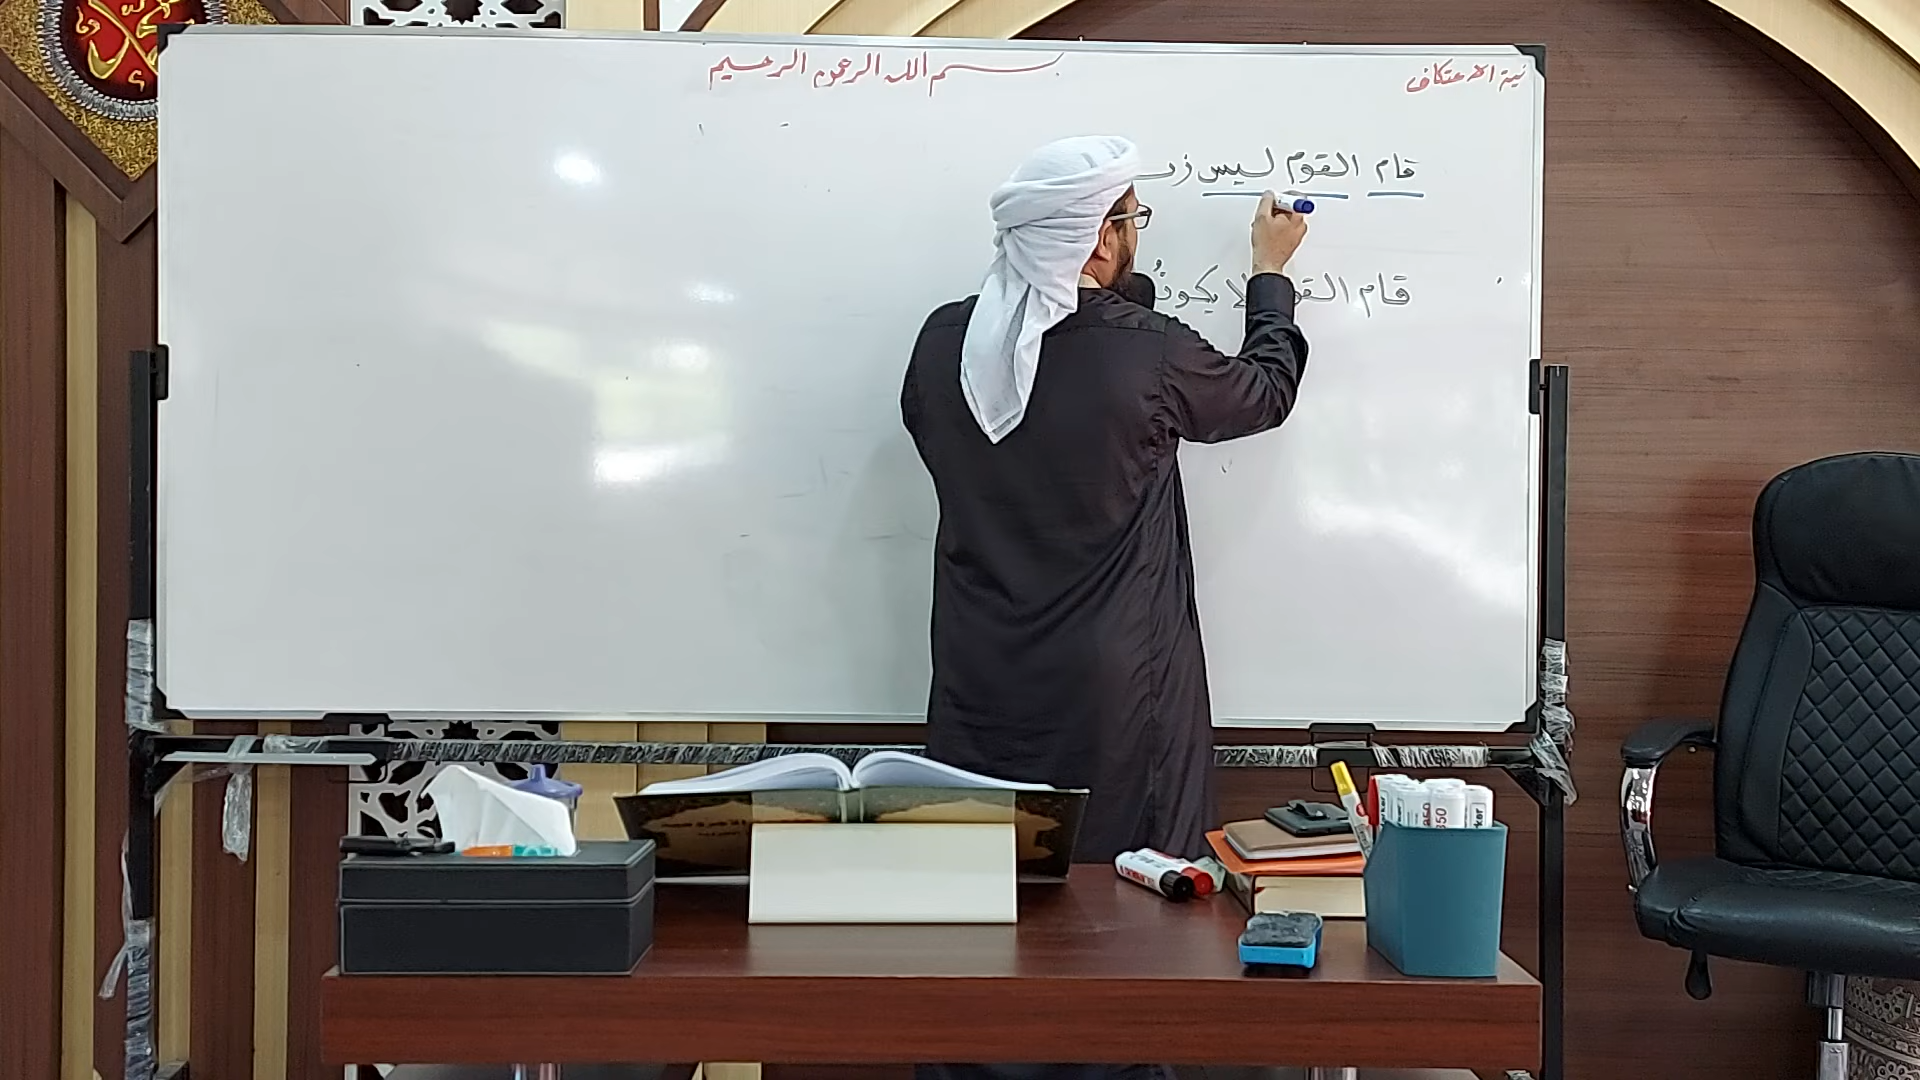 بسم الله الرحمن الرحيم
نية الاعتكاف
قام القوم ليس
قام القوم لا يكونُ